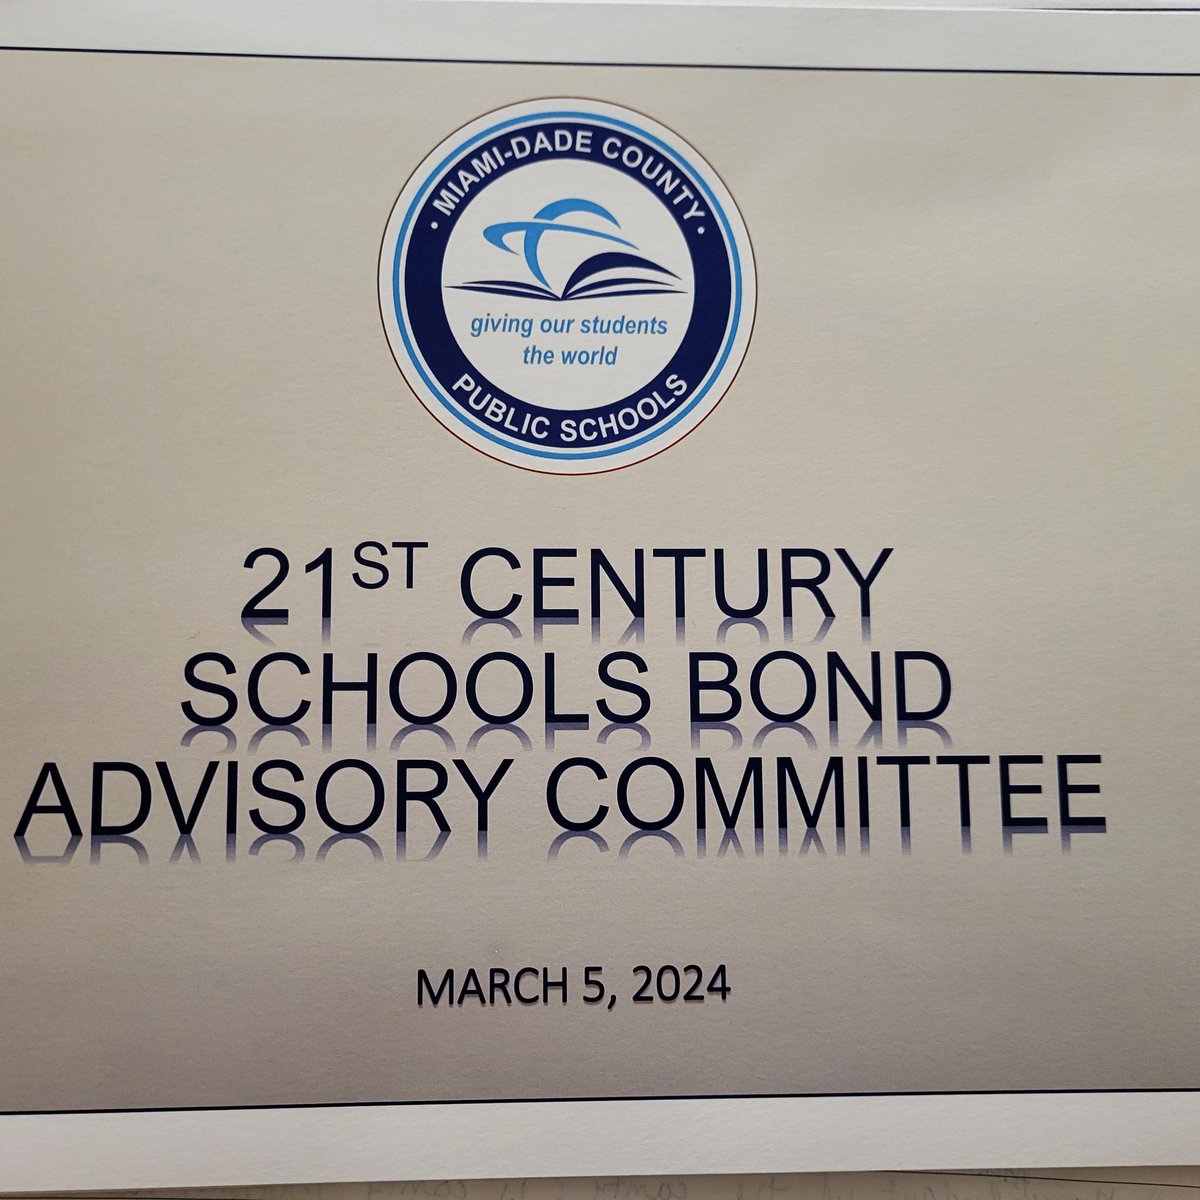 • MIAMI-DADE COUNTY •
giving our students
the world
PUBLIC SCHOOLS
21ST CENTURY
SCHOOLS BOND
ADVISORY COMMITTEE
MARCH 5, 2024